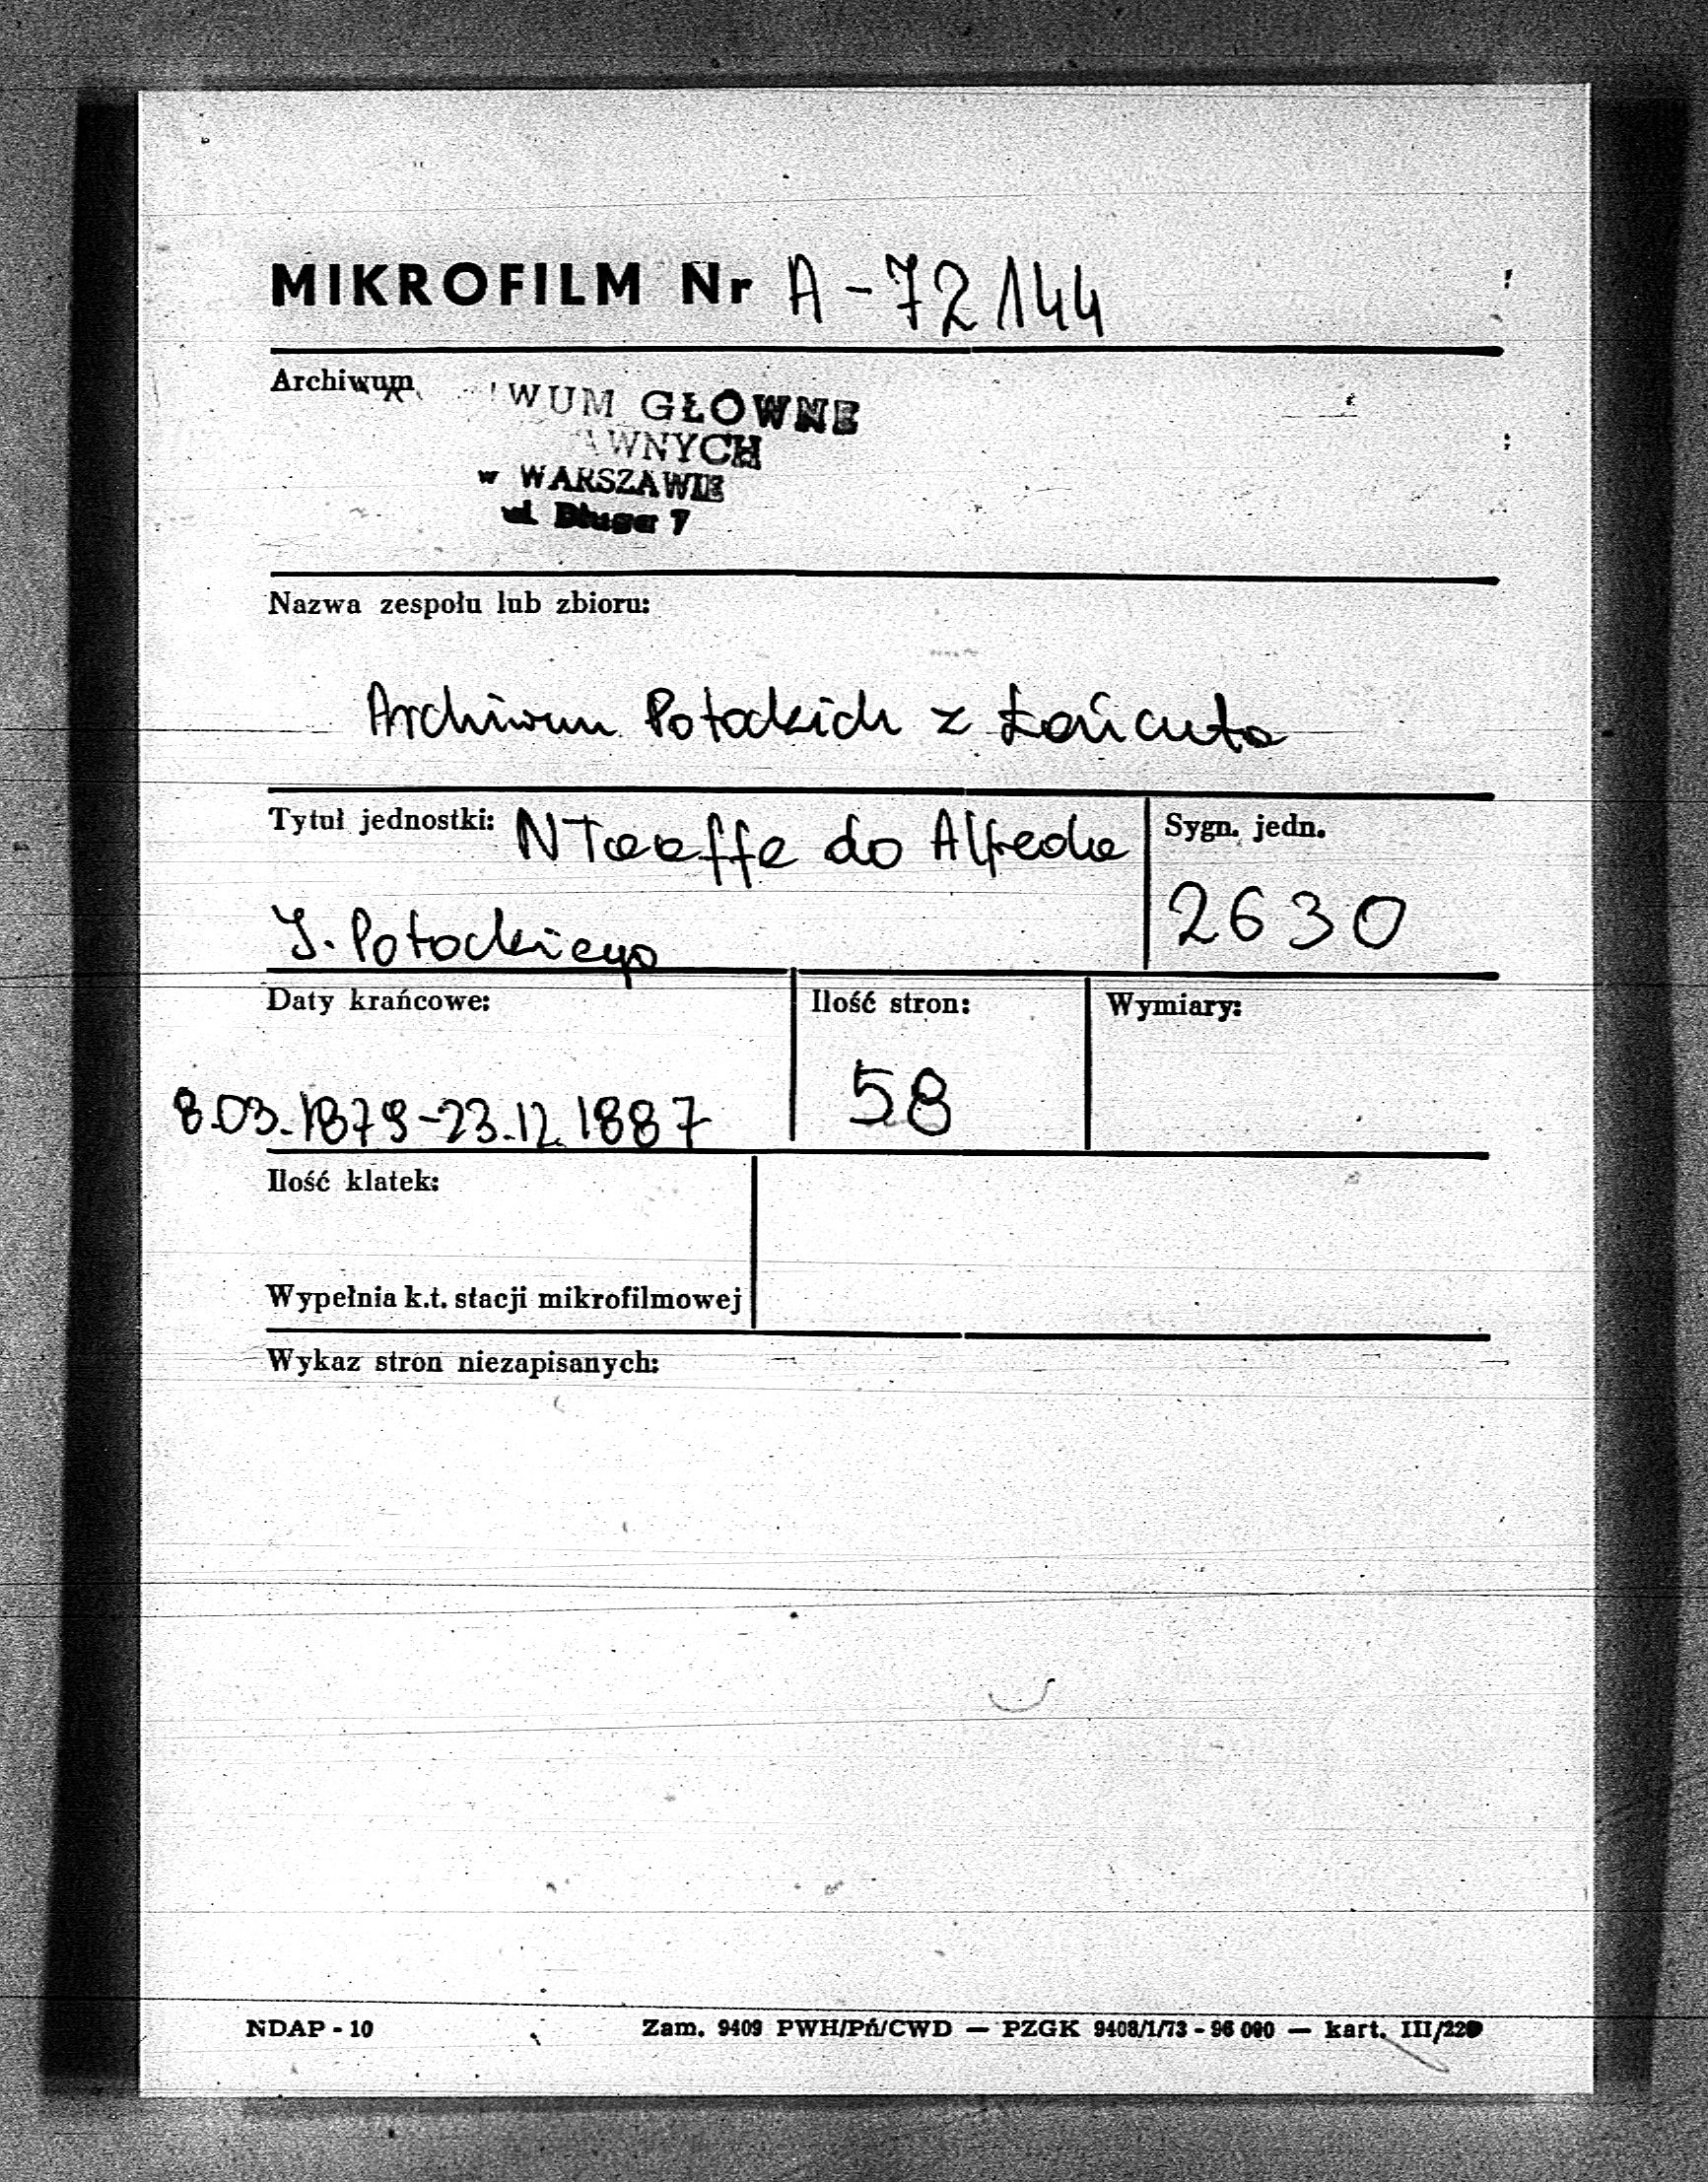 MIKROFILM Nr A-72144
Archiwum
WUM GŁÓWNE
AWNYCH
w WARSZAWIE
ul. Długa 7
Nazwa zespołu lub zbioru:
Archiwum Potockich z Łańcuta
Tytuł jednostki: NTaaffe do Alfreda
Sygn. jedn.
2630
J. Potockiego
Daty krańcowe:
Ilość stron:
Wymiary:
8.03.1879-23.12.1887
58
Ilość klatek:
Wypełnia k.t. stacji mikrofilmowej
Wykaz stron niezapisanych:
NDAP - 10
Zam. 9409 PWH/Pń/CWD — PZGK 9408/1/73 - 96 000 — kart. III/220